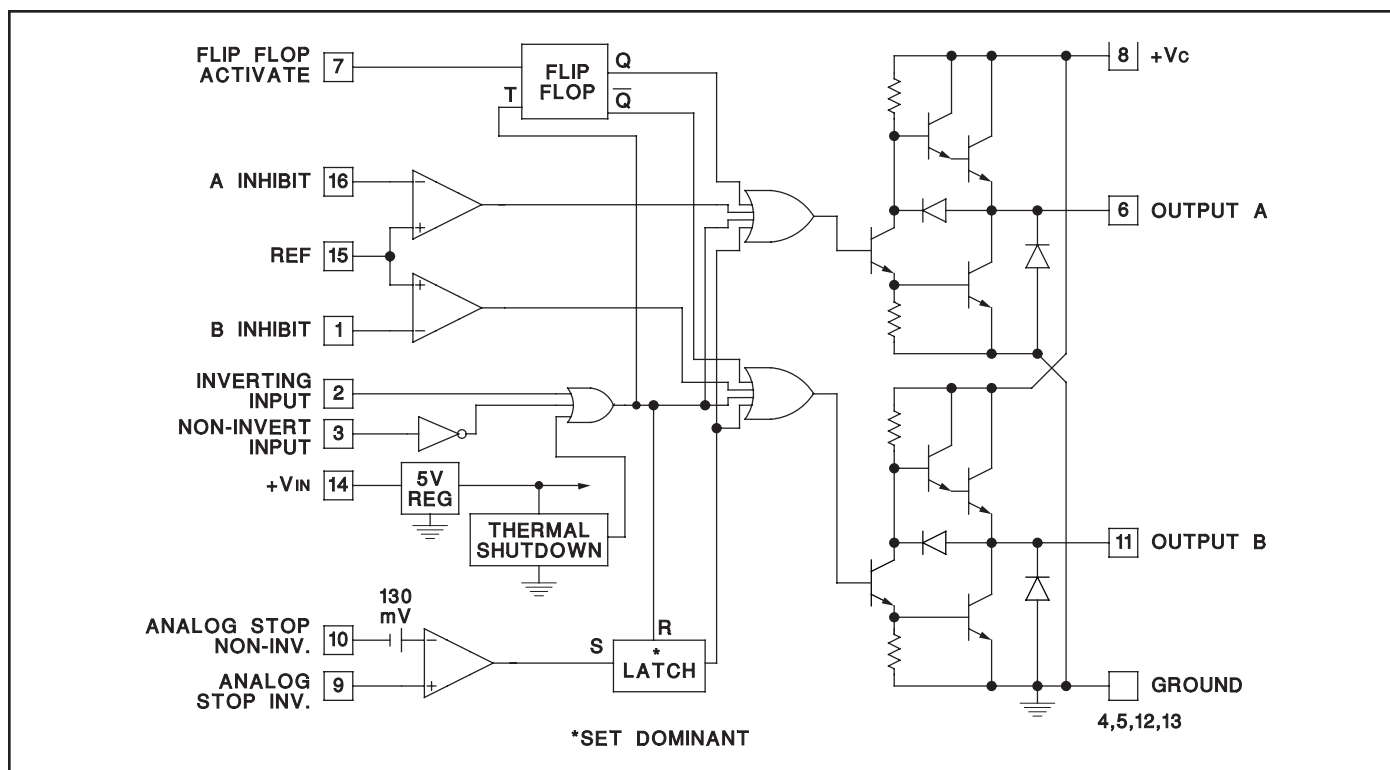 FLIP FLOP
ACTIVATE
7
FLIP
FLOP
T
Q
Q̅
8
+VC
A INHIBIT
16
−
+
6
OUTPUT A
REF
15
+
−
B INHIBIT
1
INVERTING
INPUT
2
NON-INVERT
INPUT
3
+VIN
14
5V
REG
THERMAL
SHUTDOWN
11
OUTPUT B
130
mV
ANALOG STOP
NON-INV.
10
−
+
ANALOG
STOP INV.
9
S
R
*
LATCH
GROUND
4,5,12,13
*SET DOMINANT